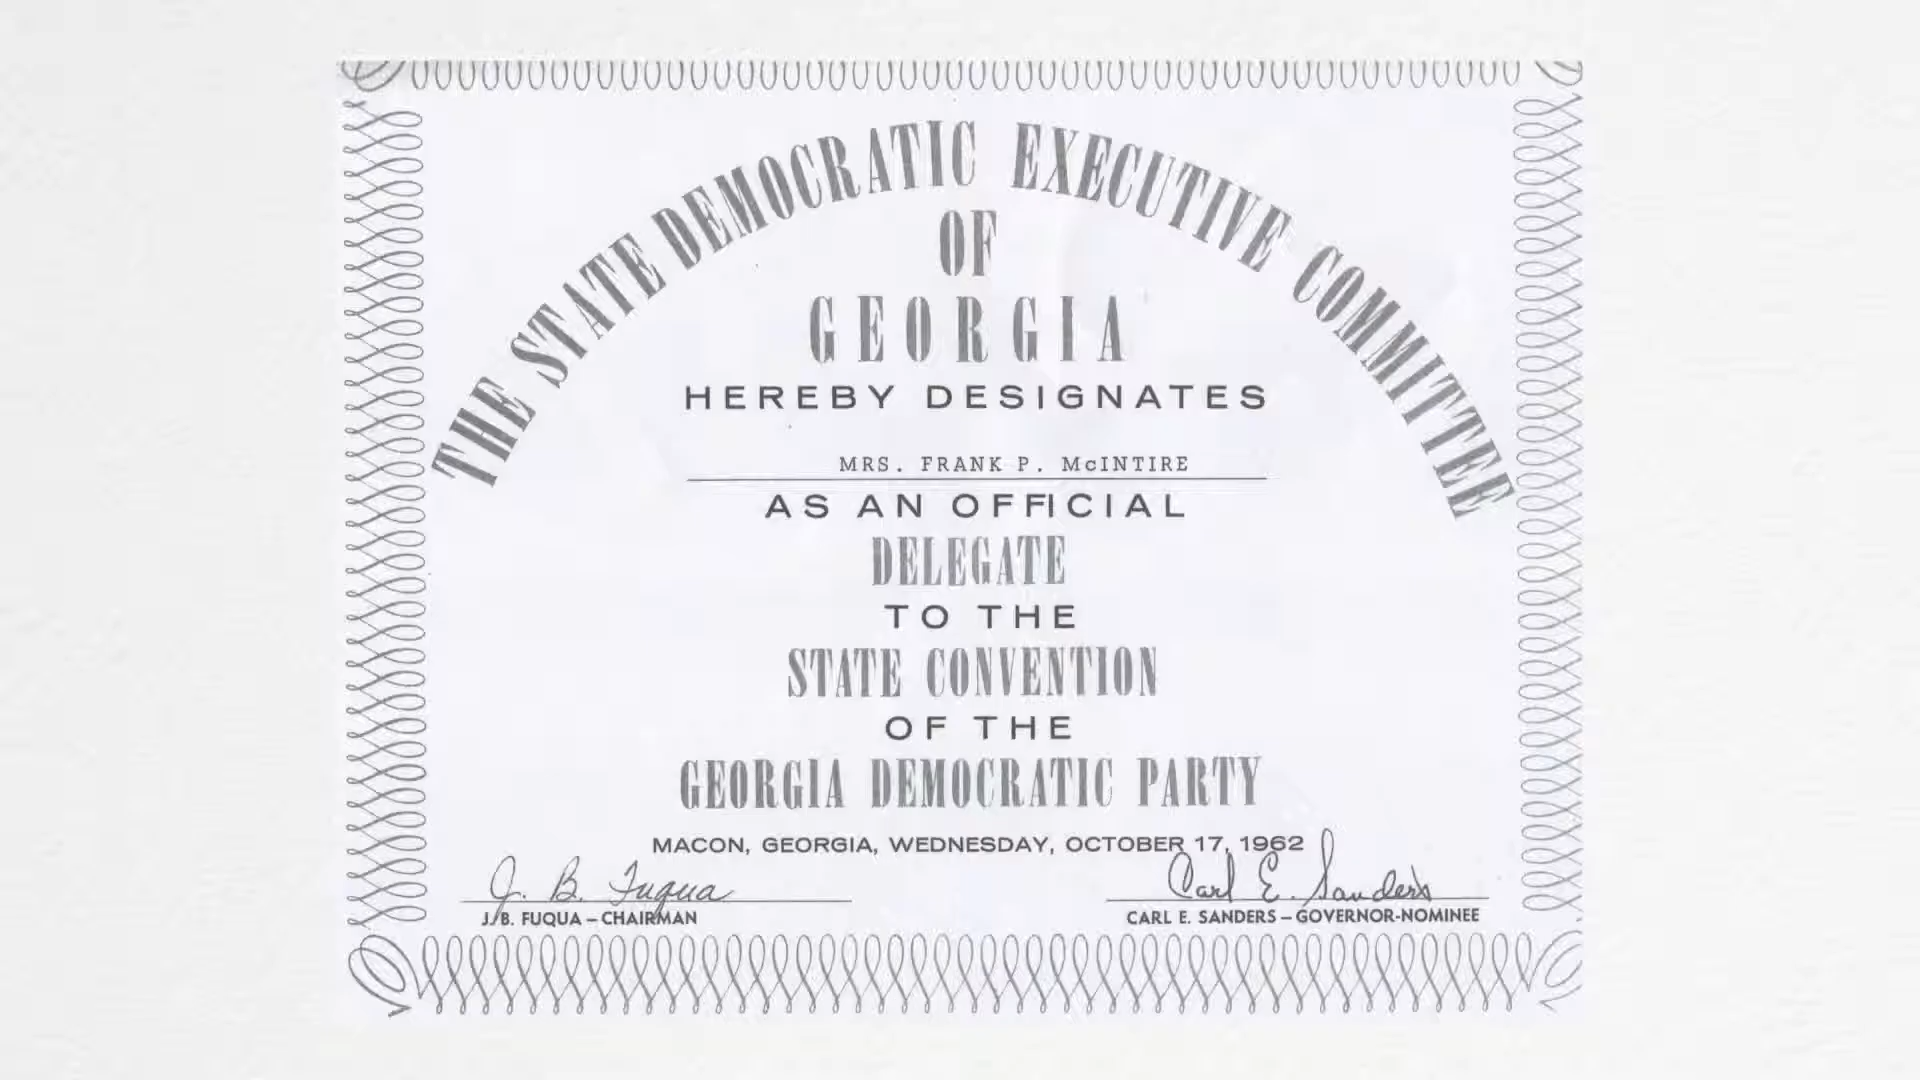 THE STATE DEMOCRATIC EXECUTIVE COMMITTEE
OF
GEORGIA
HEREBY DESIGNATES
MRS. FRANK P. McINTIRE
AS AN OFFICIAL
DELEGATE
TO THE
STATE CONVENTION
OF THE
GEORGIA DEMOCRATIC PARTY
MACON, GEORGIA, WEDNESDAY, OCTOBER 17, 1962
J. B. Fuqua
Carl E. Sanders
J. B. FUQUA – CHAIRMAN
CARL E. SANDERS – GOVERNOR-NOMINEE